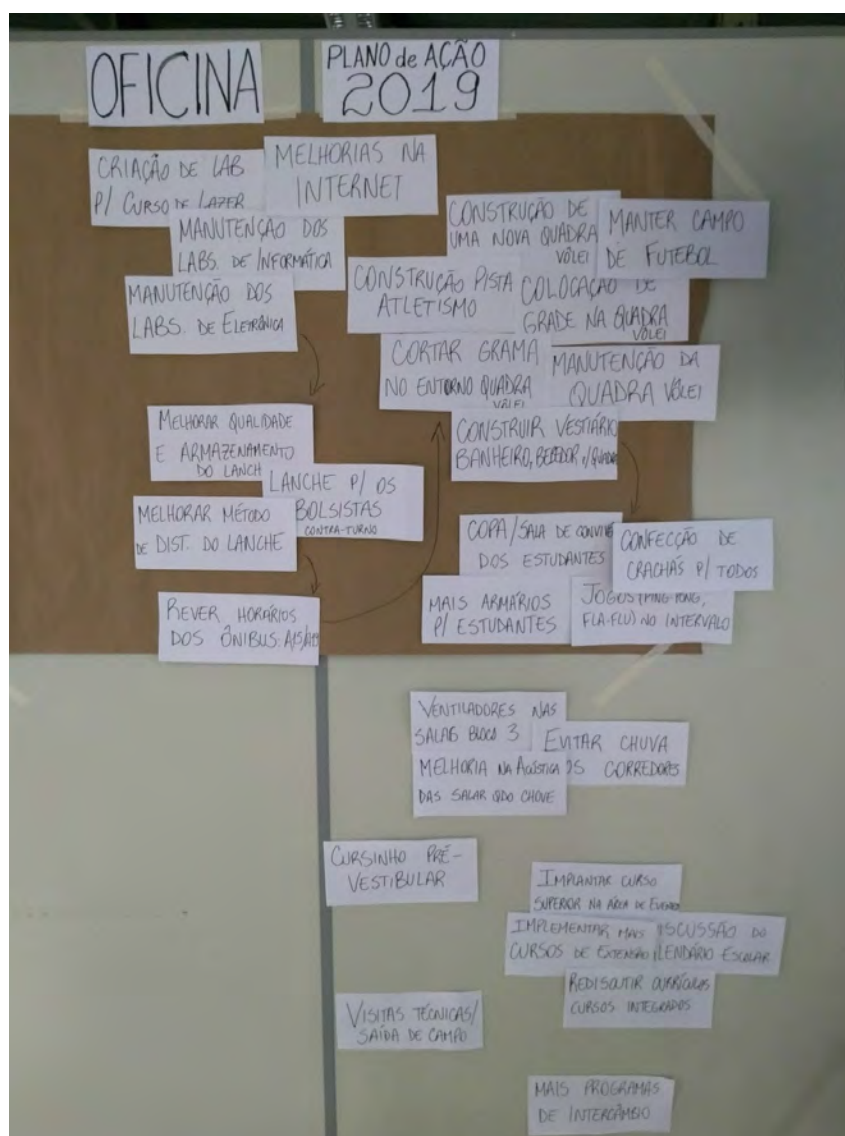 OFICINA
PLANO de AÇÃO
2019
CRIAÇÃO DE LAB
P/ CURSO DE LAZER
MELHORIAS NA
INTERNET
MANUTENÇÃO DOS
LABS. DE INFORMÁTICA
MANUTENÇÃO DOS
LABS. DE ELETRÔNICA
MELHORAR QUALIDADE
E ARMAZENAMENTO
DO LANCH
LANCHE P/ OS
BOLSISTAS
CONTRA-TURNO
MELHORAR MÉTODO
DE DIST. DO LANCHE
REVER HORÁRIOS
DOS ÔNIBUS:
CONSTRUÇÃO DE
UMA NOVA QUADRA
VÔLEI
MANTER CAMPO
DE FUTEBOL
CONSTRUÇÃO PISTA
ATLETISMO
COLOCAÇÃO DE
GRADE NA QUADRA
VÔLEI
CORTAR GRAMA
NO ENTORNO QUADRA
VÔLEI
MANUTENÇÃO DA
QUADRA VÔLEI
CONSTRUIR VESTIÁRIO
BANHEIRO, BEBEDOR P/ QUADRA
COPA/SALA DE CONVIVÊ
DOS ESTUDANTES
CONFECÇÃO DE
CRACHÁS P/ TODOS
MAIS ARMÁRIOS
P/ ESTUDANTES
JOGOS (PING-PONG,
FLA-FLU) NO INTERVALO
VENTILADORES NAS
SALAS BLOCO 3
EVITAR CHUVA
OS CORREDORES
MELHORIA NA ACÚSTICA
DAS SALAR QDO CHOVE
CURSINHO PRÉ-
VESTIBULAR
IMPLANTAR CURSO
SUPERIOR NA ÁREA DE EVENTO
IMPLEMENTAR MAIS
CURSOS DE EXTENSÃO
ISCUSSÃO DO
LENDÁRIO ESCOLAR
REDISCUTIR CURRÍCULOS
CURSOS INTEGRADOS
VISITAS TÉCNICAS/
SAÍDA DE CAMPO
MAIS PROGRAMAS
DE INTERCÂMBIO